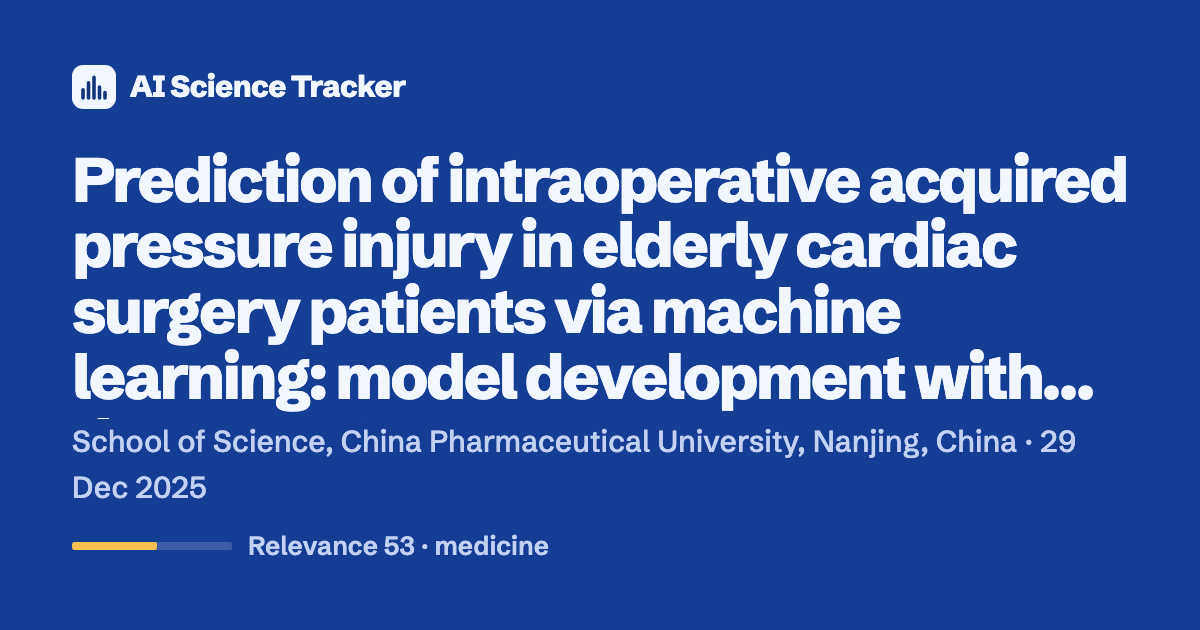 AI Science Tracker
Prediction of intraoperative acquired
pressure injury in elderly cardiac
surgery patients via machine
learning: model development with...
School of Science, China Pharmaceutical University, Nanjing, China · 29
Dec 2025
Relevance 53 · medicine